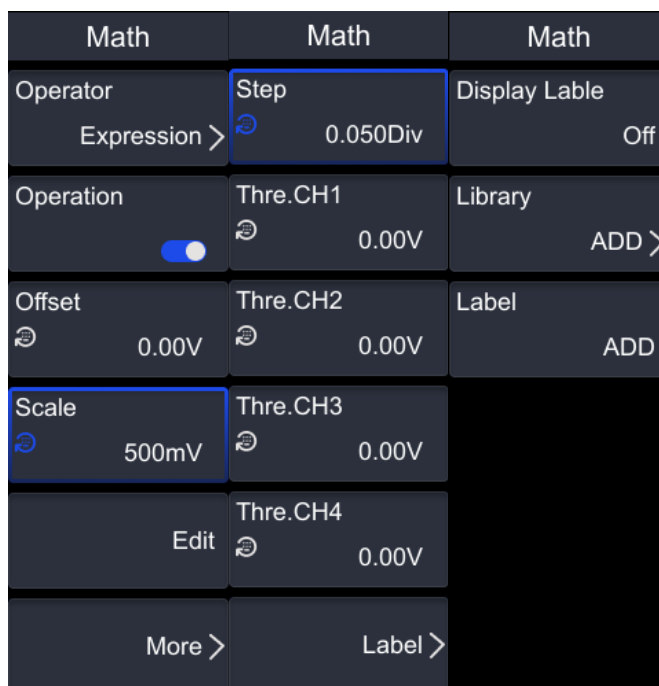 Math
Operator
Expression
Operation
Offset
0.00V
Scale
500mV
Edit
More
Math
Step
0.050Div
Thre.CH1
0.00V
Thre.CH2
0.00V
Thre.CH3
0.00V
Thre.CH4
0.00V
Label
Math
Display Lable
Off
Library
ADD
Label
ADD